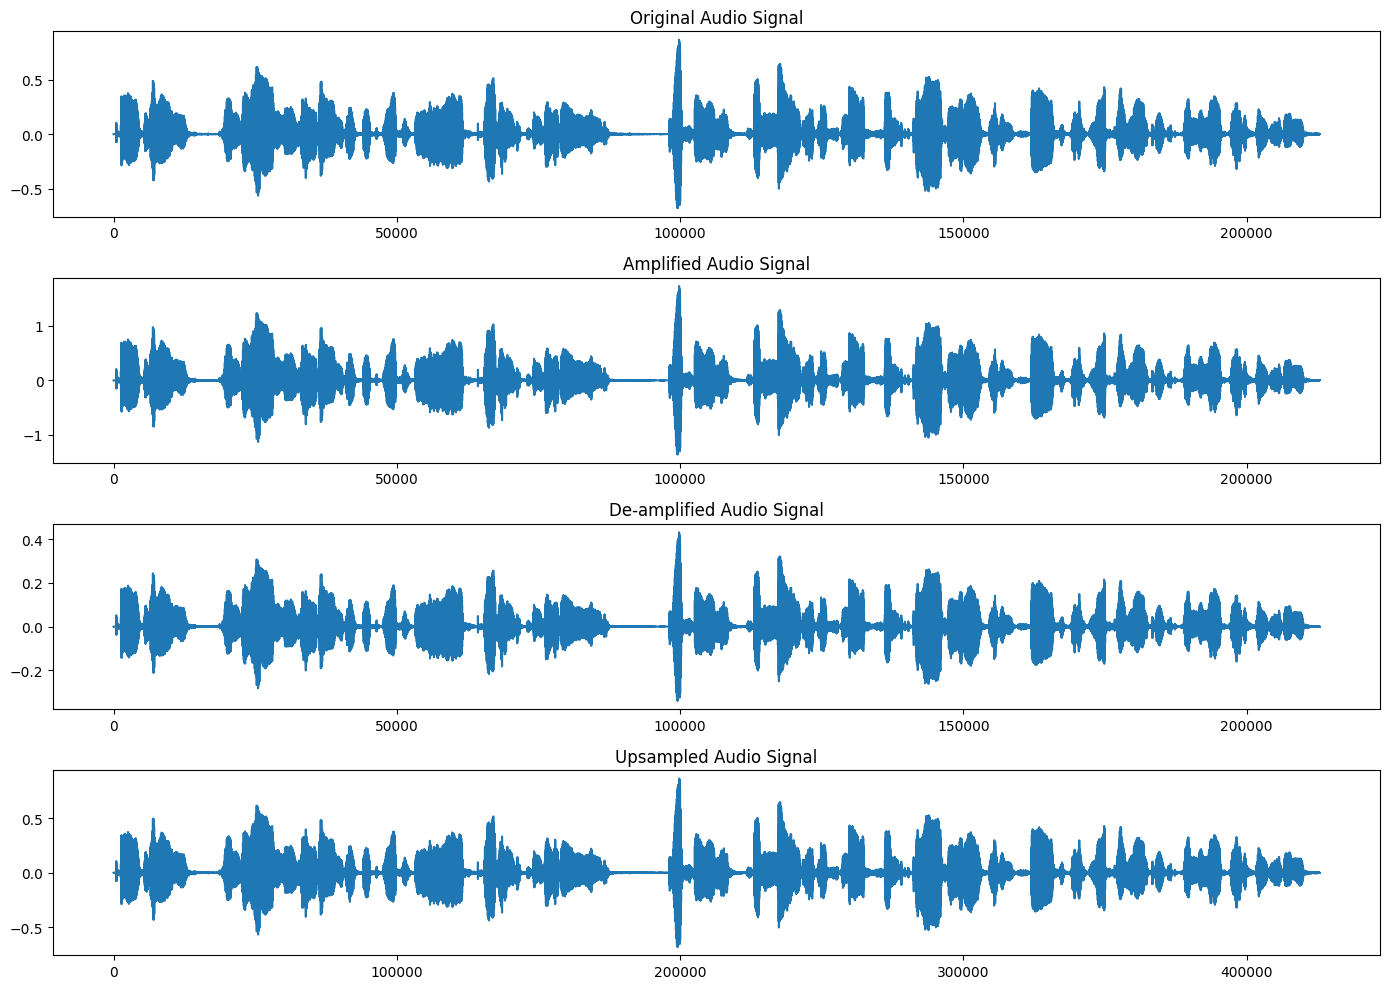 Original Audio Signal
0.5
0.0
−0.5
0 50000 100000 150000 200000
Amplified Audio Signal
1
0
−1
0 50000 100000 150000 200000
De-amplified Audio Signal
0.4
0.2
0.0
−0.2
0 50000 100000 150000 200000
Upsampled Audio Signal
0.5
0.0
−0.5
0 100000 200000 300000 400000